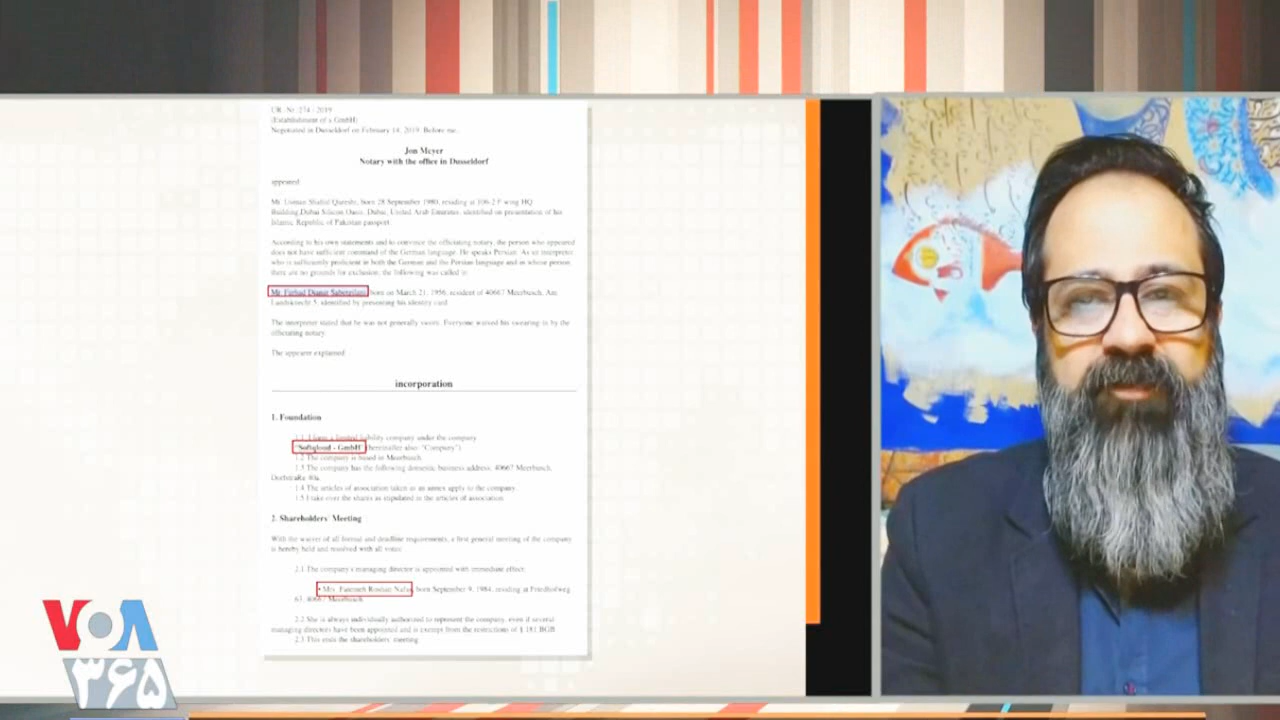 UR. Nr. 274 - 2019
(Establishment of a GmbH)
Negotiated in Dusseldorf on February 14, 2019. Before me.
Jon Meyer
Notary with the office in Dusseldorf
appeared
Mr. Usman Shafial Qureshi, born 28 September 1980, residing at 106-2 F wing HQ
Building,Dubai Silicon Oasis, Dubai, United Arab Emirates, identified on presentation of his
Islamic Republic of Pakistan passport.
According to his own statements and to convince the officiating notary, the person who appeared
does not have sufficient command of the German language. He speaks Persian. As an interpreter
who is sufficiently proficient in both the German and the Persian language and in whose person
there are no grounds for exclusion, the following was called in
Mr. Farhad Dianat born on March 21, 1956, resident of 40667 Meerbusch, Am
Landsknecht 5, identified by presenting his identity card
The interpreter stated that he was not generally sworn. Everyone waived his swearing in by the
officiating notary
The appearer explained
incorporation
1. Foundation
1.1 I form a limited liability company under the company
"Softqloud - GmbH" (hereinafter also: "Company")
1.2 The company is based in Meerbusch.
1.3 The company has the following domestic business address, 40667 Meerbusch,
40a.
1.4 The articles of association taken as an annex apply to the company.
1.5 I take over the shares as stipulated in the articles of association
2. Shareholders' Meeting
With the waiver of all formal and deadline requirements, a first general meeting of the company
is hereby held and resolved with all votes:
2.1 The company's managing director is appointed with immediate effect:
• Mrs. Fatemeh Roshan Nafas, born September 9, 1984, residing at Friedhofweg
63, 40667 Meerbusch
2.2 She is always individually authorized to represent the company, even if several
managing directors have been appointed and is exempt from the restrictions of § 181 BGB
2.3 This ends the shareholders' meeting
VOA
۳۶۵